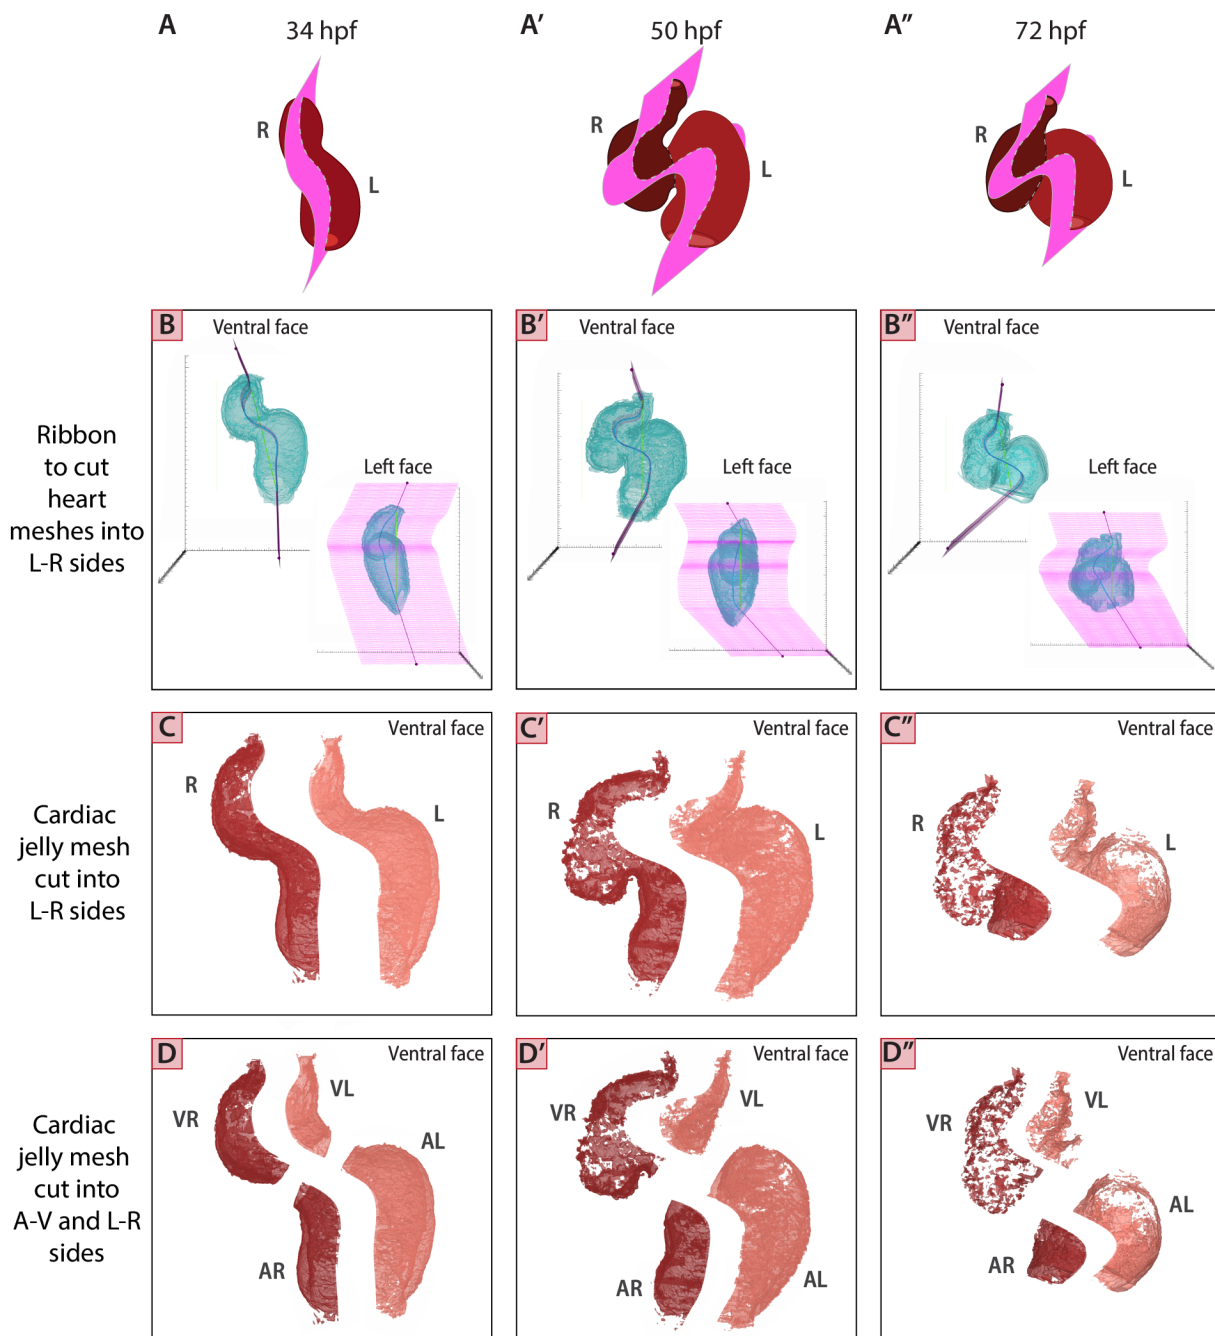 A
34 hpf
A′
50 hpf
A″
72 hpf
R
L
R
L
R
L
Ribbon
to cut
heart
meshes into
L-R sides
B
Ventral face
Left face
B′
Ventral face
Left face
B″
Ventral face
Left face
Cardiac
jelly mesh
cut into
L-R sides
C
Ventral face
R
L
C′
Ventral face
R
L
C″
Ventral face
R
L
Cardiac
jelly mesh
cut into
A-V and L-R
sides
D
Ventral face
VR
VL
AL
AR
D′
Ventral face
VR
VL
AR
AL
D″
Ventral face
VR
VL
AL
AR